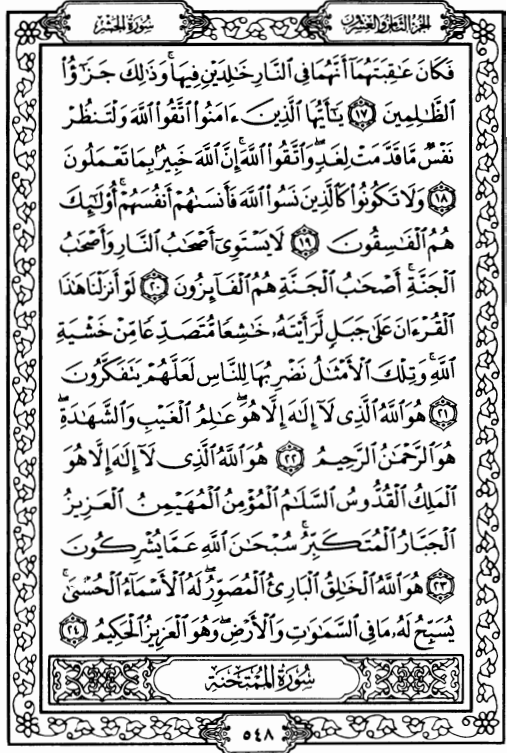 الجزء الثامن والعشرون
سورة الحشر
فَكَانَ عَٰقِبَتَهُمَآ أَنَّهُمَا فِي ٱلنَّارِ خَٰلِدَيْنِ فِيهَا ۚ وَذَٰلِكَ جَزَٰٓؤُا۟
ٱلظَّٰلِمِينَ ١٧ يَٰٓأَيُّهَا ٱلَّذِينَ ءَامَنُوا۟ ٱتَّقُوا۟ ٱللَّهَ وَلْتَنظُرْ
نَفْسٌ مَّا قَدَّمَتْ لِغَدٍ ۖ وَٱتَّقُوا۟ ٱللَّهَ ۚ إِنَّ ٱللَّهَ خَبِيرٌۢ بِمَا تَعْمَلُونَ
١٨ وَلَا تَكُونُوا۟ كَٱلَّذِينَ نَسُوا۟ ٱللَّهَ فَأَنسَىٰهُمْ أَنفُسَهُمْ ۚ أُو۟لَٰٓئِكَ
هُمُ ٱلْفَٰسِقُونَ ١٩ لَا يَسْتَوِىٓ أَصْحَٰبُ ٱلنَّارِ وَأَصْحَٰبُ
ٱلْجَنَّةِ ۚ أَصْحَٰبُ ٱلْجَنَّةِ هُمُ ٱلْفَآئِزُونَ ٢٠ لَوْ أَنزَلْنَا هَٰذَا
ٱلْقُرْءَانَ عَلَىٰ جَبَلٍ لَّرَأَيْتَهُۥ خَٰشِعًا مُّتَصَدِّعًا مِّنْ خَشْيَةِ
ٱللَّهِ ۚ وَتِلْكَ ٱلْأَمْثَٰلُ نَضْرِبُهَا لِلنَّاسِ لَعَلَّهُمْ يَتَفَكَّرُونَ
٢١ هُوَ ٱللَّهُ ٱلَّذِى لَآ إِلَٰهَ إِلَّا هُوَ ۖ عَٰلِمُ ٱلْغَيْبِ وَٱلشَّهَٰدَةِ ۖ
هُوَ ٱلرَّحْمَٰنُ ٱلرَّحِيمُ ٢٢ هُوَ ٱللَّهُ ٱلَّذِى لَآ إِلَٰهَ إِلَّا هُوَ
ٱلْمَلِكُ ٱلْقُدُّوسُ ٱلسَّلَٰمُ ٱلْمُؤْمِنُ ٱلْمُهَيْمِنُ ٱلْعَزِيزُ
ٱلْجَبَّارُ ٱلْمُتَكَبِّرُ ۚ سُبْحَٰنَ ٱللَّهِ عَمَّا يُشْرِكُونَ
٢٣ هُوَ ٱللَّهُ ٱلْخَٰلِقُ ٱلْبَارِئُ ٱلْمُصَوِّرُ ۖ لَهُ ٱلْأَسْمَآءُ ٱلْحُسْنَىٰ ۚ
يُسَبِّحُ لَهُۥ مَا فِى ٱلسَّمَٰوَٰتِ وَٱلْأَرْضِ ۖ وَهُوَ ٱلْعَزِيزُ ٱلْحَكِيمُ ٢٤
سورة الممتحنة
٥٤٨